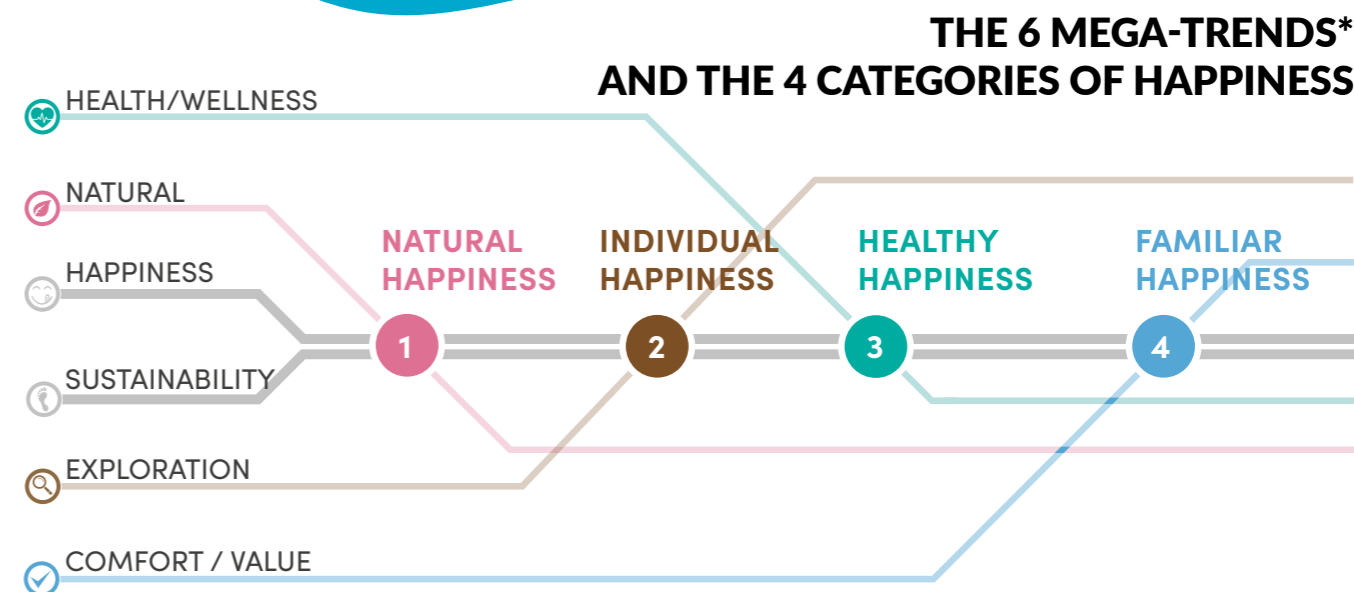 THE 6 MEGA-TRENDS*
AND THE 4 CATEGORIES OF HAPPINESS
HEALTH/WELLNESS
NATURAL
HAPPINESS
SUSTAINABILITY
EXPLORATION
COMFORT / VALUE
NATURAL
HAPPINESS
INDIVIDUAL
HAPPINESS
HEALTHY
HAPPINESS
FAMILIAR
HAPPINESS
1
2
3
4